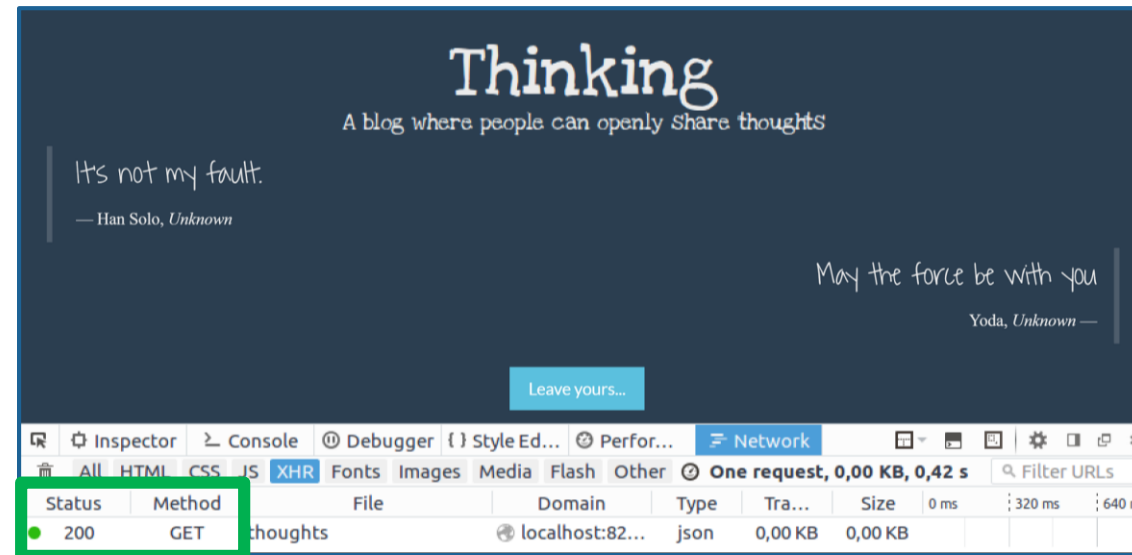 Thinking
A blog where people can openly share thoughts
It's not my fault.
— Han Solo, Unknown
May the force be with you
Yoda, Unknown —
Leave yours...
Inspector Console Debugger { } Style Ed... Perfor... Network
All HTML CSS JS XHR Fonts Images Media Flash Other One request, 0,00 KB, 0,42 s Filter URLs
Status Method File Domain Type Tra... Size 0 ms 320 ms 640
200 GET thoughts localhost:82... json 0,00 KB 0,00 KB